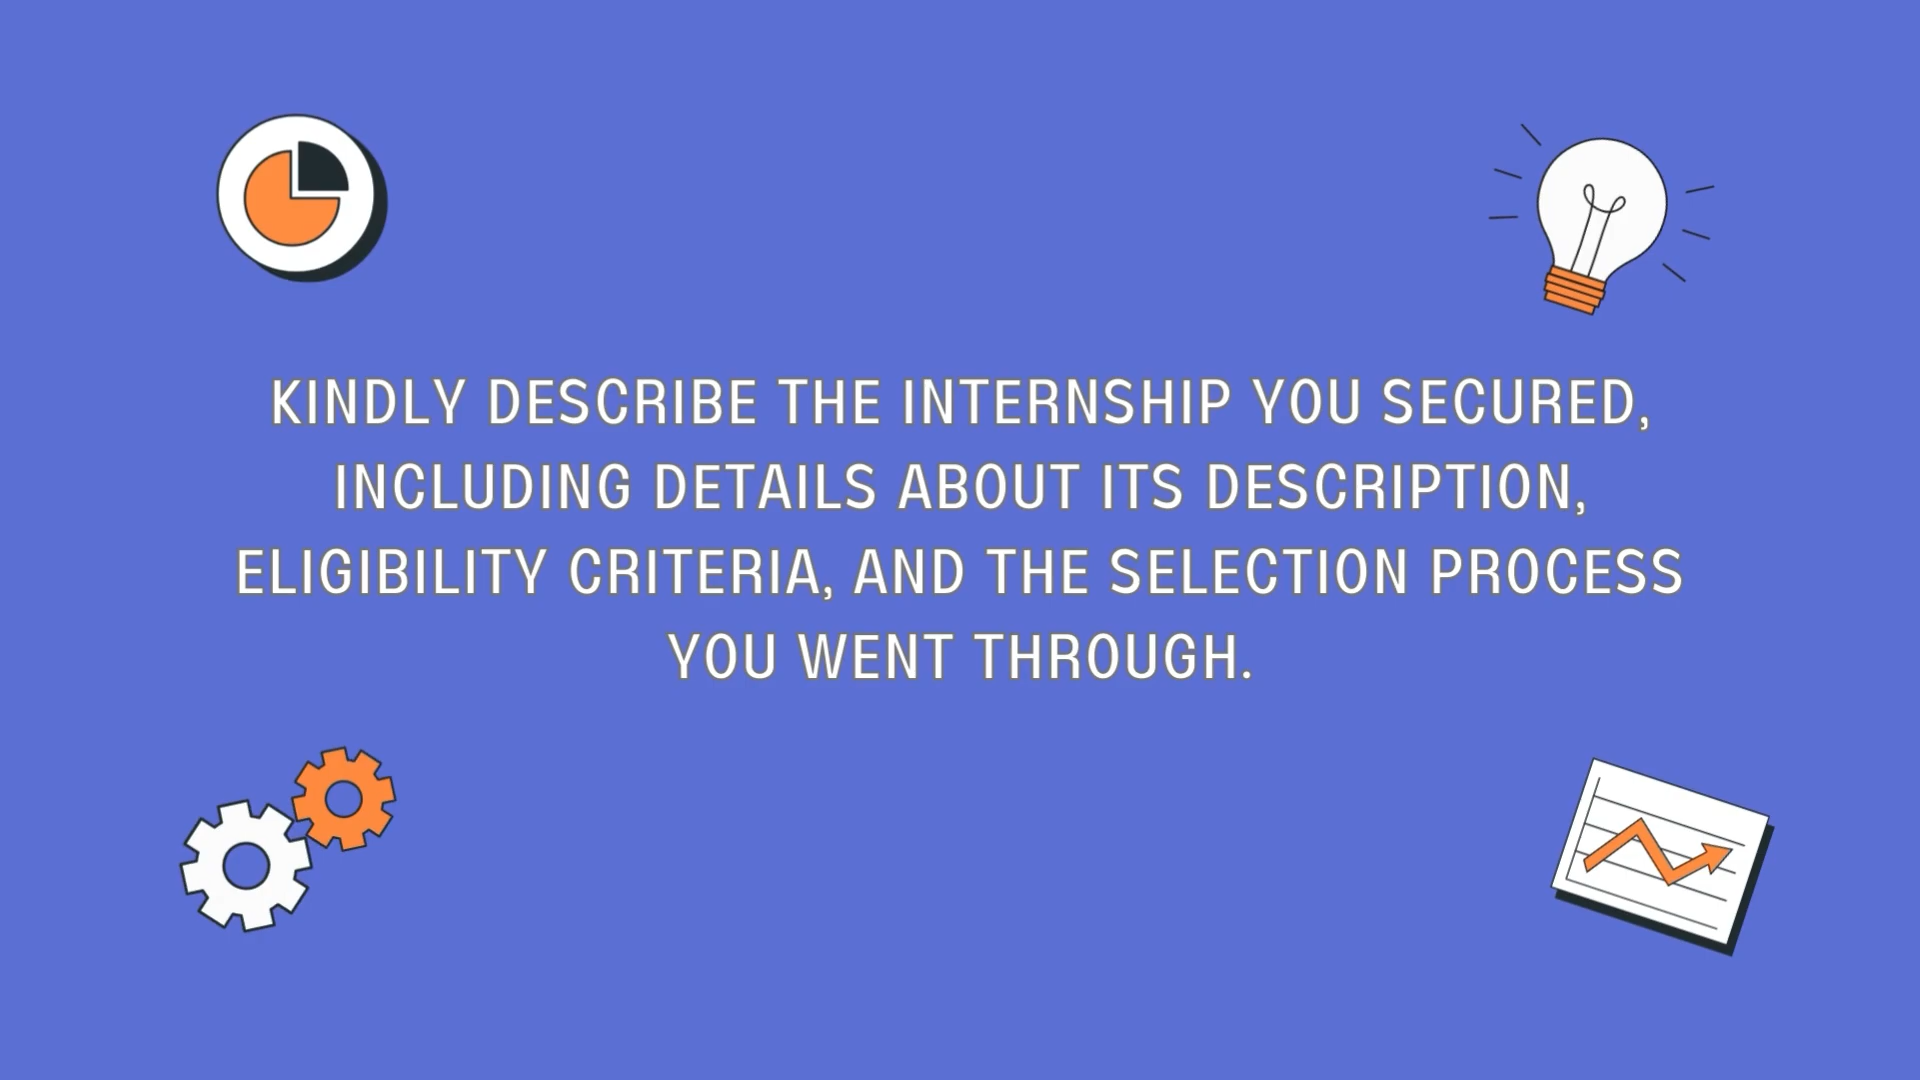 KINDLY DESCRIBE THE INTERNSHIP YOU SECURED,
INCLUDING DETAILS ABOUT ITS DESCRIPTION,
ELIGIBILITY CRITERIA, AND THE SELECTION PROCESS
YOU WENT THROUGH.